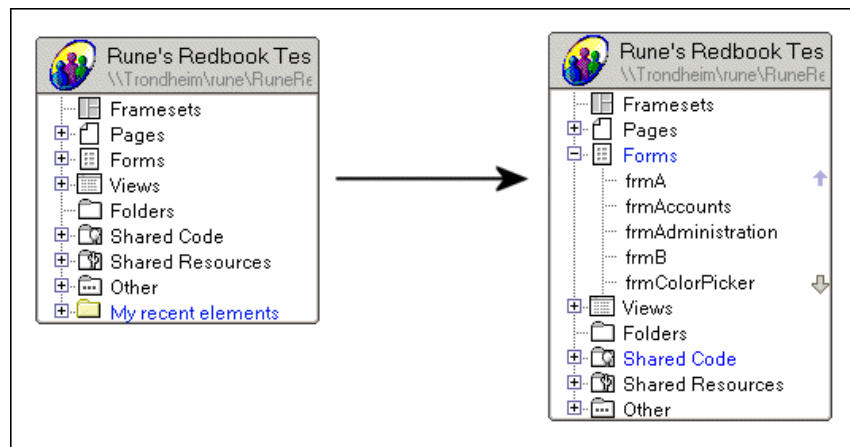 Rune's Redbook Tes
\\Trondheim\rune\RuneRe
Framesets
Pages
Forms
Views
Folders
Shared Code
Shared Resources
Other
My recent elements
Rune's Redbook Tes
\\Trondheim\rune\RuneRe
Framesets
Pages
Forms
frmA
frmAccounts
frmAdministration
frmB
frmColorPicker
Views
Folders
Shared Code
Shared Resources
Other